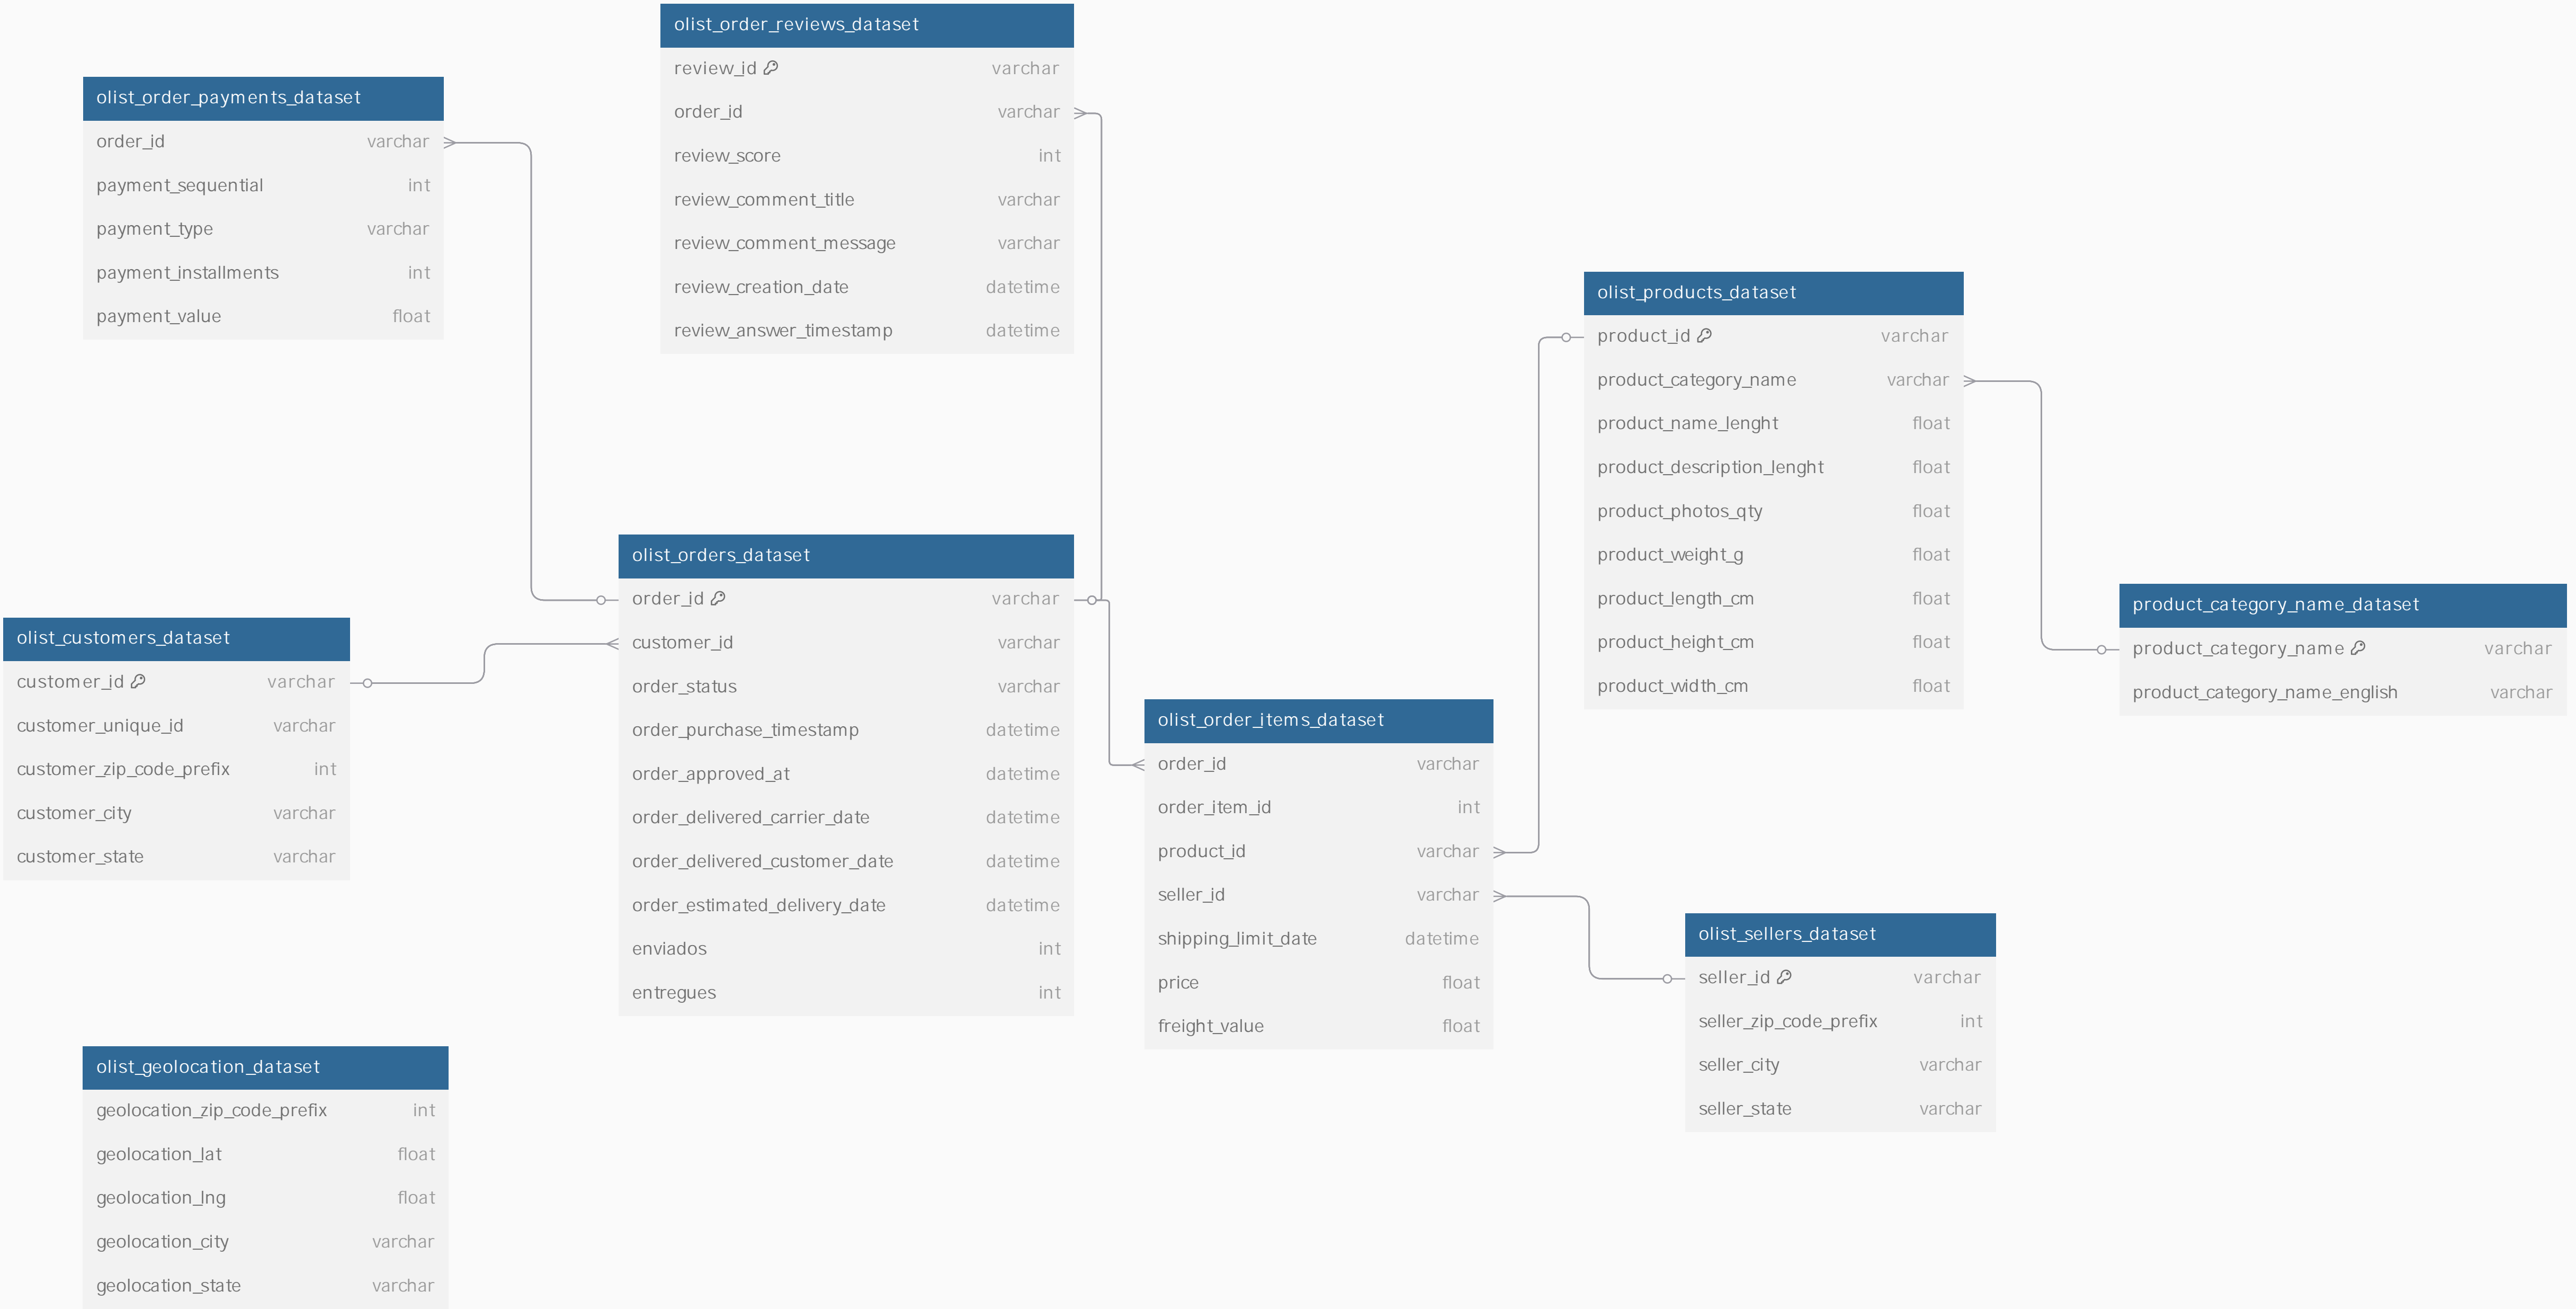 olist_order_reviews_dataset
review_id varchar
order_id varchar
review_score int
review_comment_title varchar
review_comment_message varchar
review_creation_date datetime
review_answer_timestamp datetime
olist_order_payments_dataset
order_id varchar
payment_sequential int
payment_type varchar
payment_installments int
payment_value float
olist_products_dataset
product_id varchar
product_category_name varchar
product_name_lenght float
product_description_lenght float
product_photos_qty float
product_weight_g float
product_length_cm float
product_height_cm float
product_width_cm float
olist_orders_dataset
order_id varchar
customer_id varchar
order_status varchar
order_purchase_timestamp datetime
order_approved_at datetime
order_delivered_carrier_date datetime
order_delivered_customer_date datetime
order_estimated_delivery_date datetime
enviados int
entregues int
product_category_name_dataset
product_category_name varchar
product_category_name_english varchar
olist_customers_dataset
customer_id varchar
customer_unique_id varchar
customer_zip_code_prefix int
customer_city varchar
customer_state varchar
olist_order_items_dataset
order_id varchar
order_item_id int
product_id varchar
seller_id varchar
shipping_limit_date datetime
price float
freight_value float
olist_sellers_dataset
seller_id varchar
seller_zip_code_prefix int
seller_city varchar
seller_state varchar
olist_geolocation_dataset
geolocation_zip_code_prefix int
geolocation_lat float
geolocation_lng float
geolocation_city varchar
geolocation_state varchar